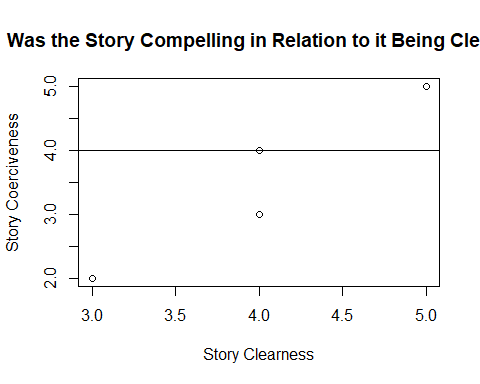 Was the Story Compelling in Relation to it Being Cle
Story Coerciveness
5.0
4.0
3.0
2.0
3.0 3.5 4.0 4.5 5.0
Story Clearness